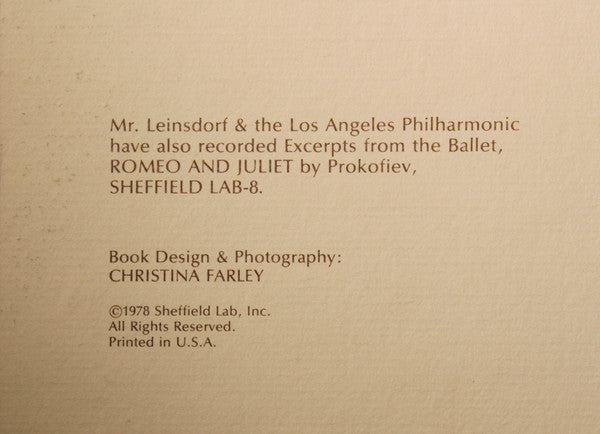 Mr. Leinsdorf & the Los Angeles Philharmonic
have also recorded Excerpts from the Ballet,
ROMEO AND JULIET by Prokofiev,
SHEFFIELD LAB-8.
Book Design & Photography:
CHRISTINA FARLEY
©1978 Sheffield Lab, Inc.
All Rights Reserved.
Printed in U.S.A.